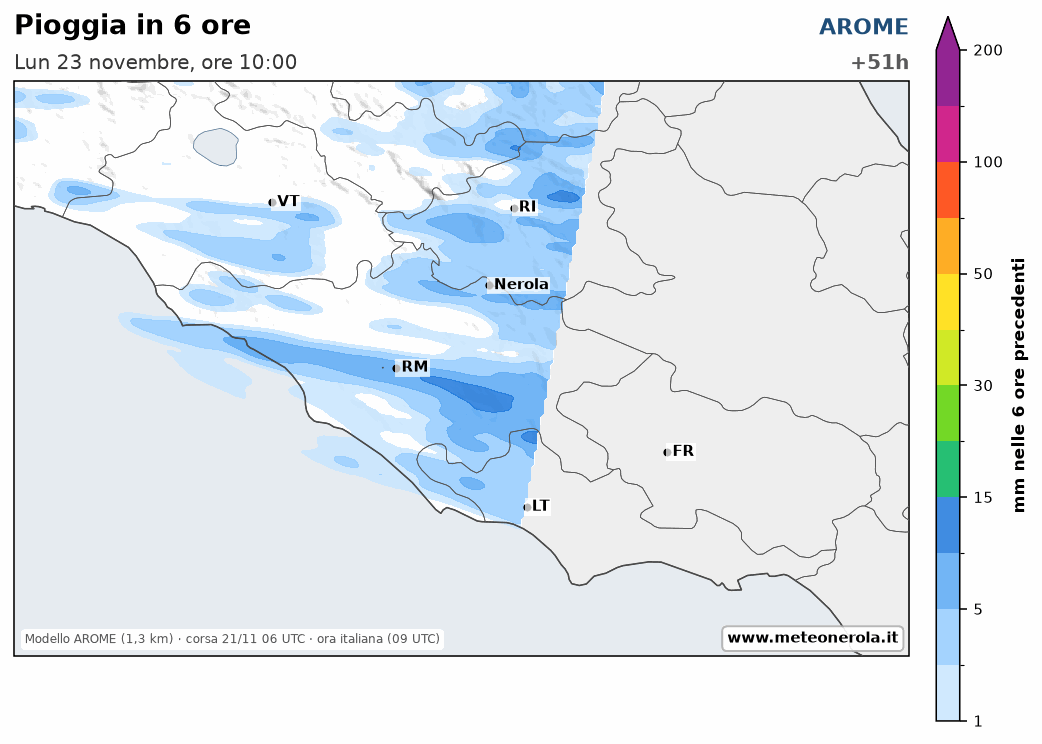 Pioggia in 6 ore
AROME
Lun 23 novembre, ore 10:00
+51h
200
100
50
30
15
5
1
mm nelle 6 ore precedenti
VT
RI
Nerola
RM
FR
LT
Modello AROME (1,3 km) · corsa 21/11 06 UTC · ora italiana (09 UTC)
www.meteonerola.it